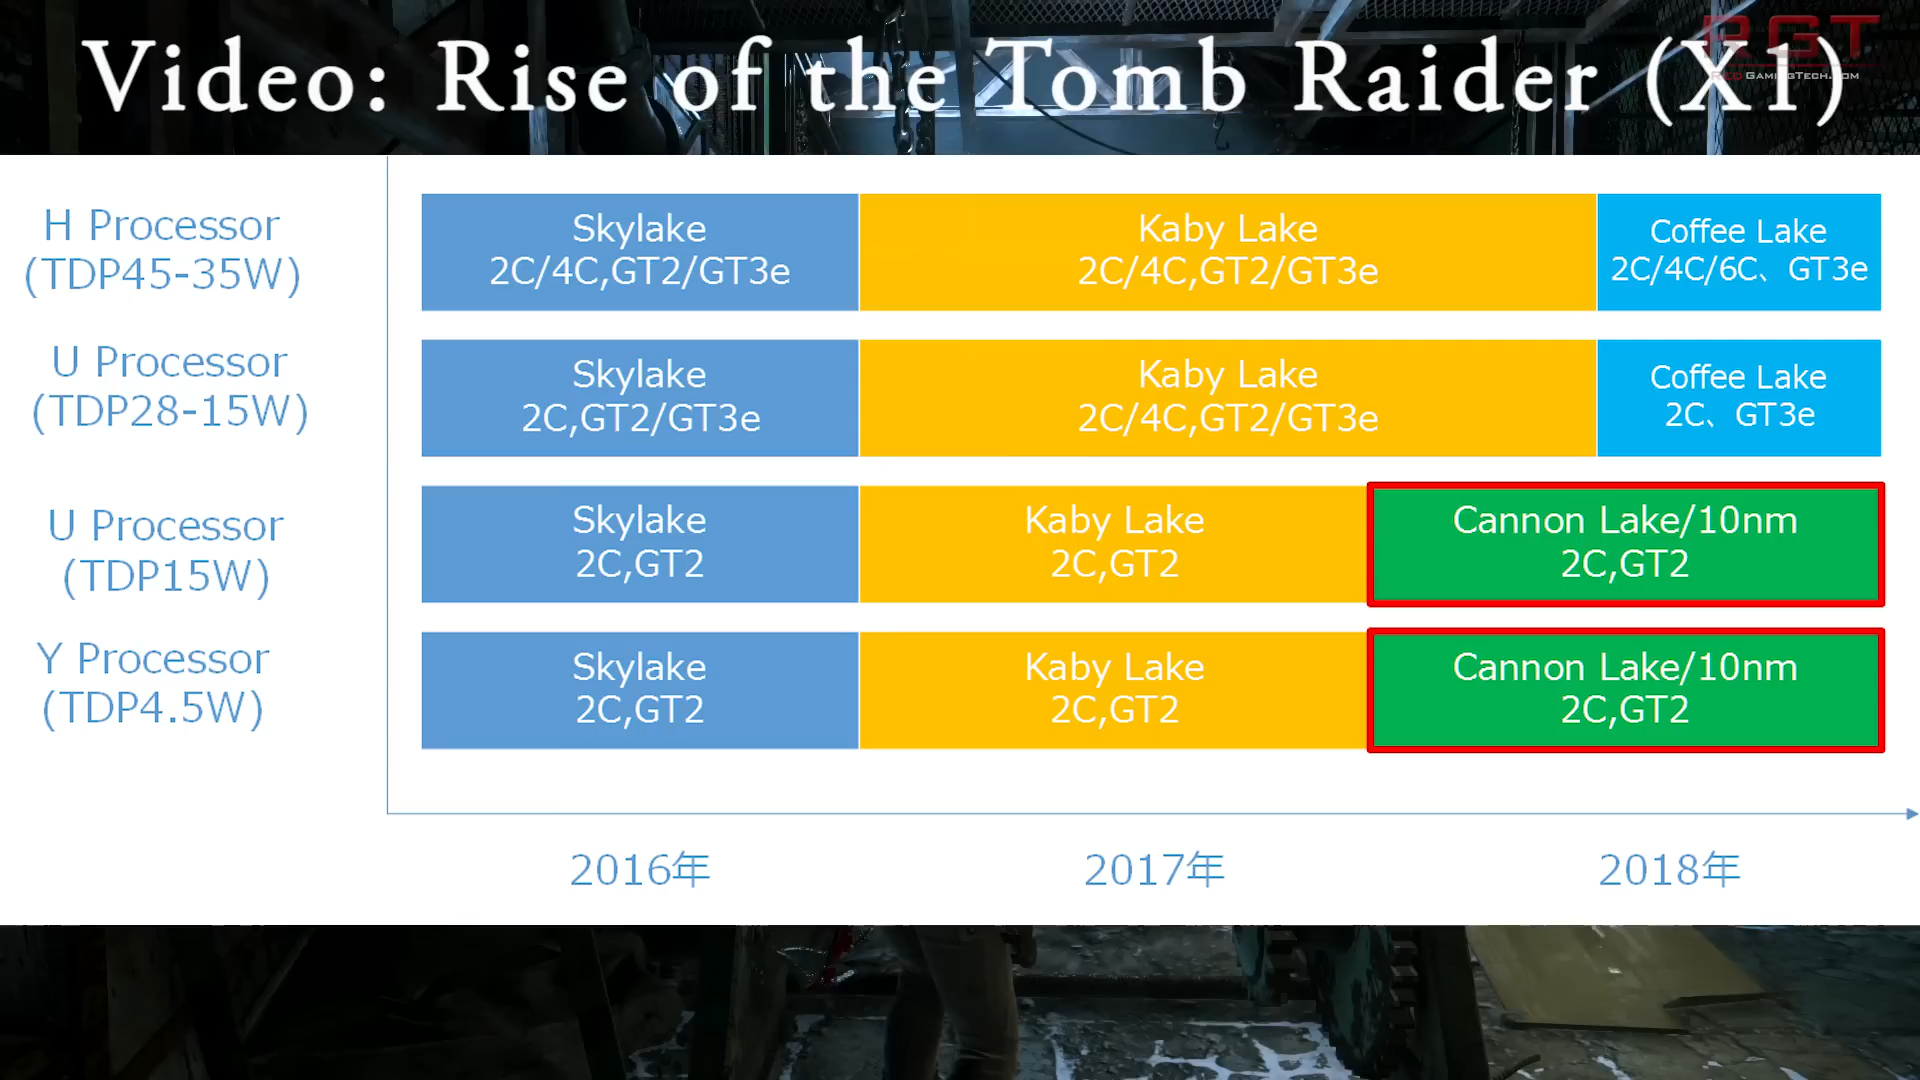 Video: Rise of the Tomb Raider (X1)
RGT
RED GAMINGTECH.COM
H Processor
(TDP45-35W)
Skylake
2C/4C,GT2/GT3e
Kaby Lake
2C/4C,GT2/GT3e
Coffee Lake
2C/4C/6C、GT3e
U Processor
(TDP28-15W)
Skylake
2C,GT2/GT3e
Kaby Lake
2C/4C,GT2/GT3e
Coffee Lake
2C、GT3e
U Processor
(TDP15W)
Skylake
2C,GT2
Kaby Lake
2C,GT2
Cannon Lake/10nm
2C,GT2
Y Processor
(TDP4.5W)
Skylake
2C,GT2
Kaby Lake
2C,GT2
Cannon Lake/10nm
2C,GT2
2016年
2017年
2018年